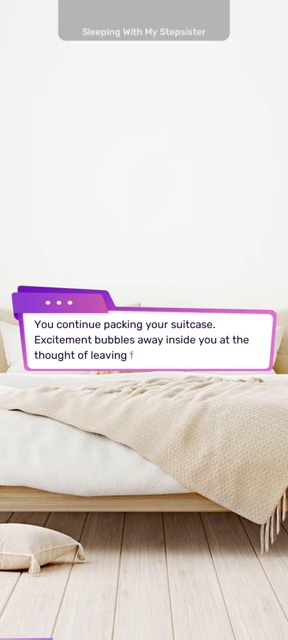 Sleeping With My Stepsister
You continue packing your suitcase.
Excitement bubbles away inside you at the
thought of leaving f